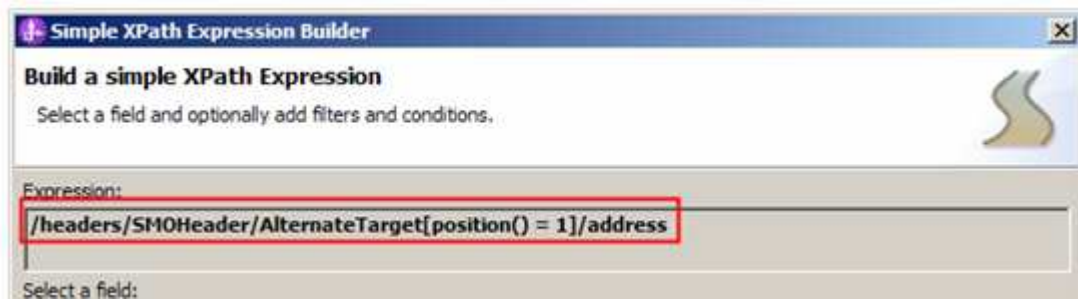 Simple XPath Expression Builder
Build a simple XPath Expression
Select a field and optionally add filters and conditions.
Expression:
/headers/SMOHeader/AlternateTarget[position() = 1]/address
Select a field: